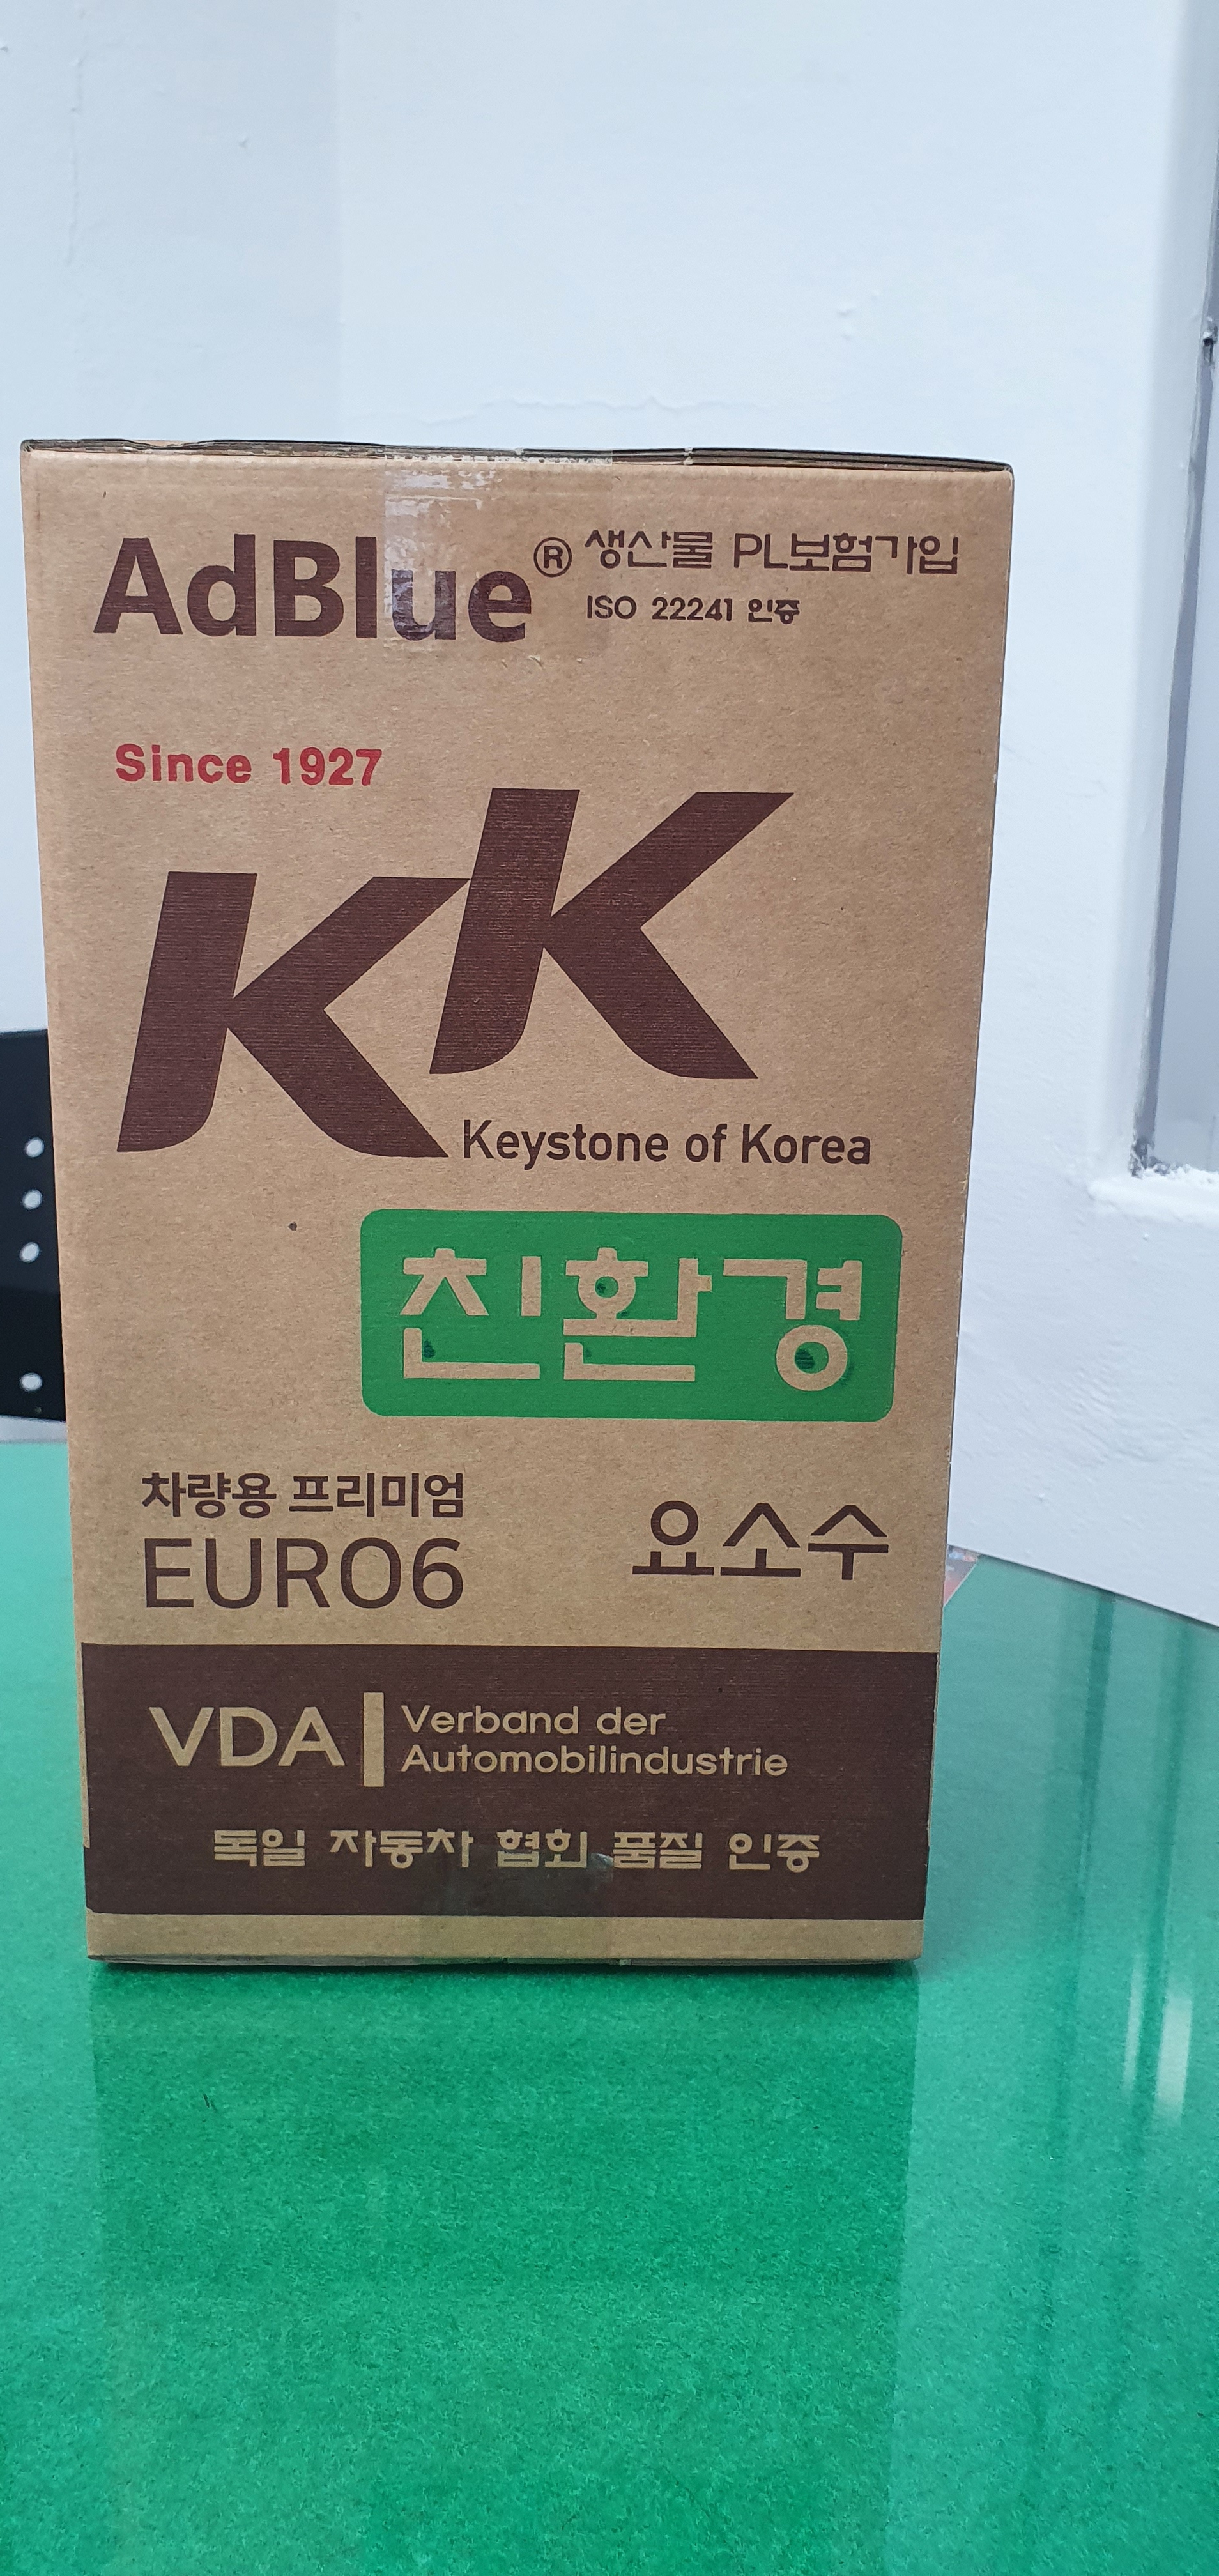 AdBlue®
생산물 PL보험가입
ISO 22241 인증
Since 1927
KK
Keystone of Korea
친환경
차량용 프리미엄
EURO6
요소수
VDA
Verband der
Automobilindustrie
독일 자동차 협회 품질 인증